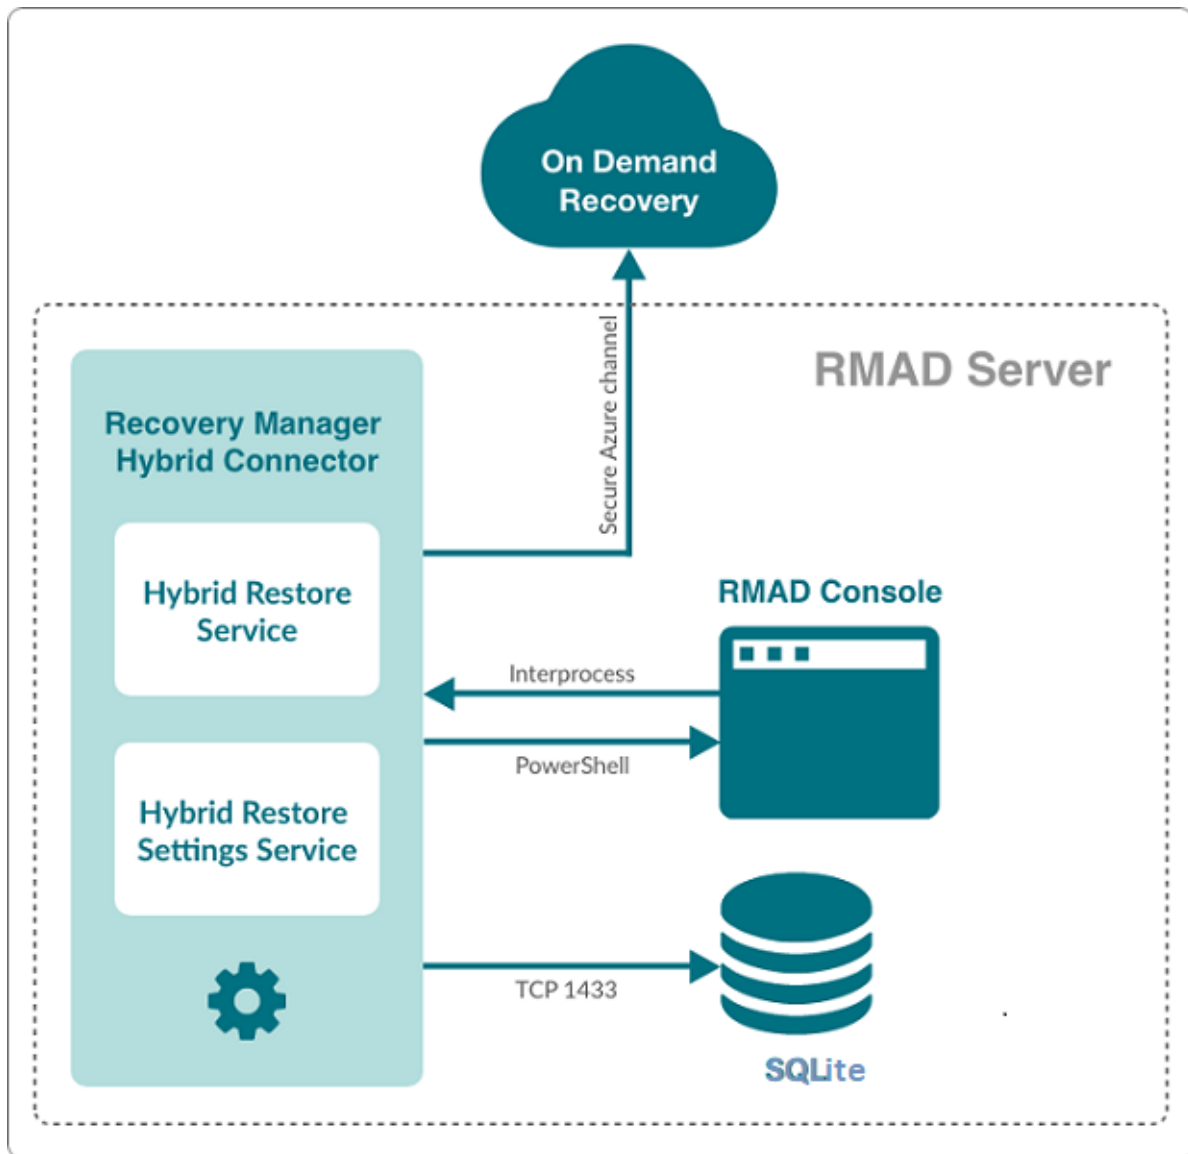 On Demand
Recovery
Secure Azure channel
RMAD Server
Recovery Manager
Hybrid Connector
Hybrid Restore
Service
RMAD Console
Interprocess
PowerShell
Hybrid Restore
Settings Service
TCP 1433
SQLite